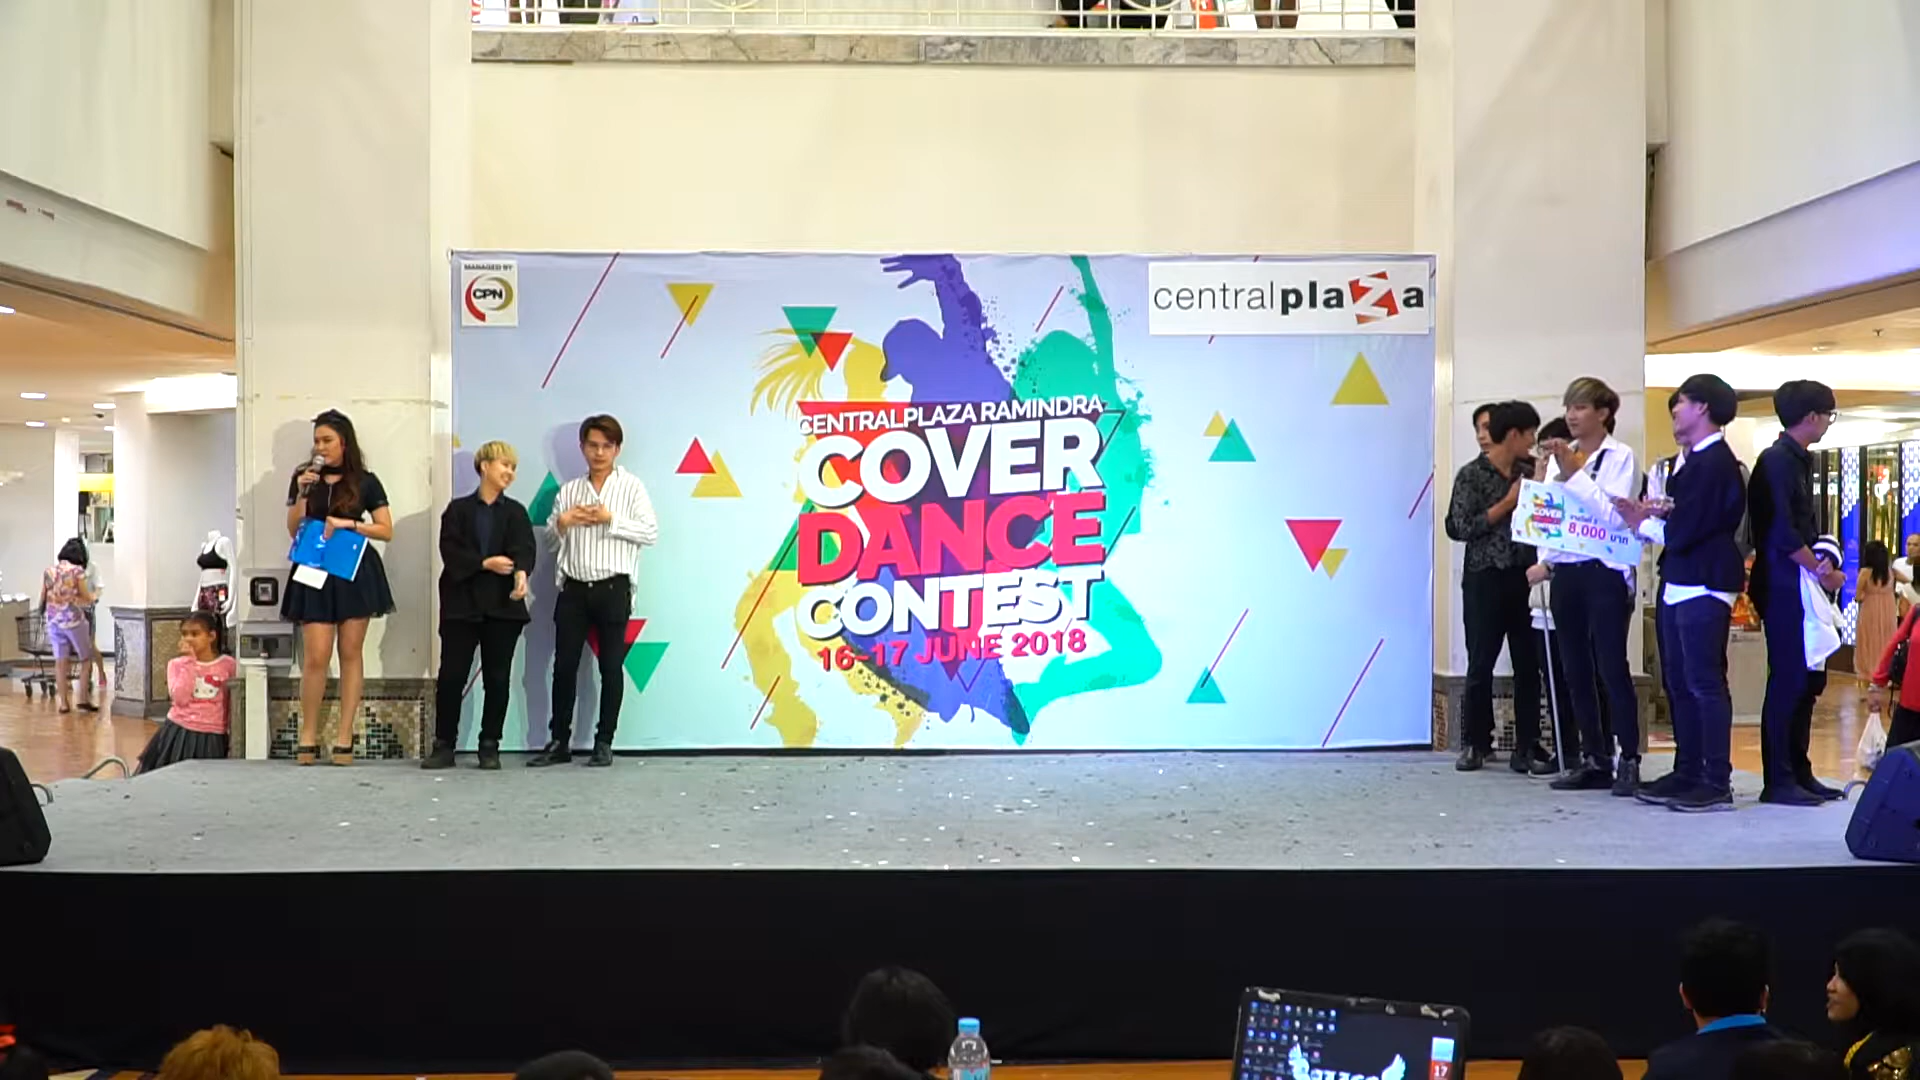 MANAGED BY
CPN
centralplaza
CENTRALPLAZA RAMINDRA
COVER
DANCE
CONTEST
16-17 JUNE 2018
COVER
8,000 บาท
17